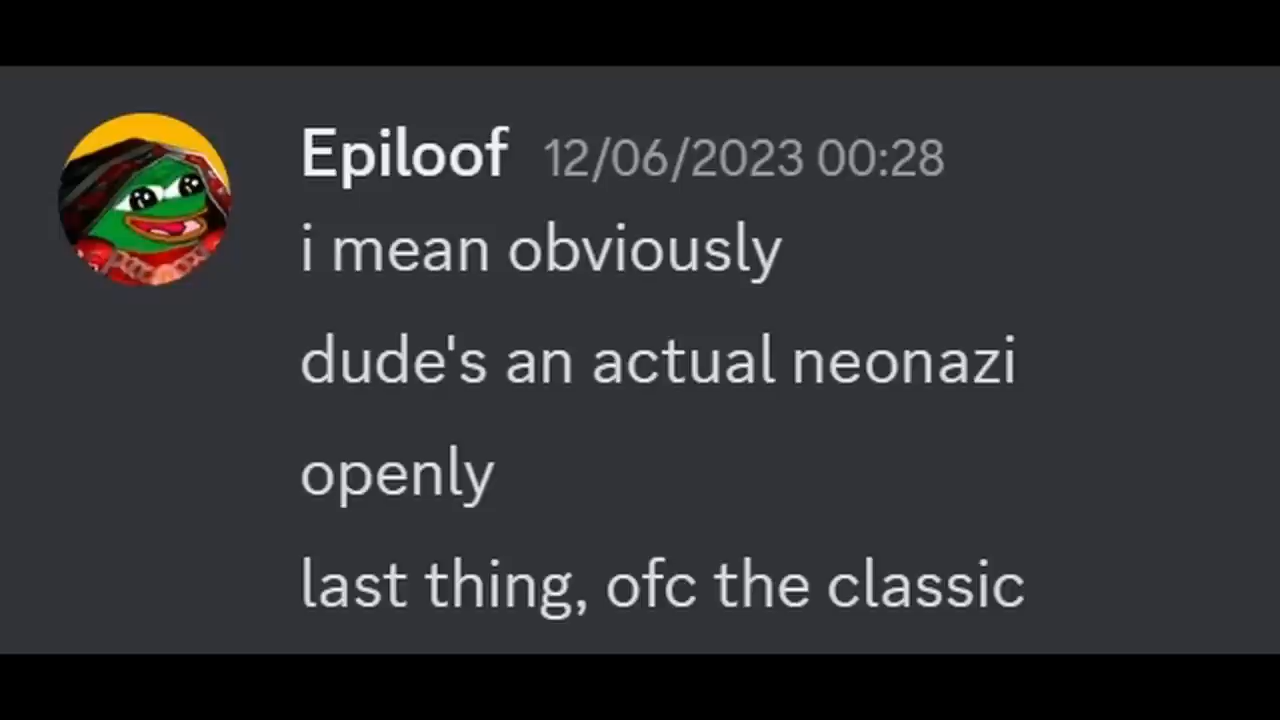 Epiloof 12/06/2023 00:28
i mean obviously
dude's an actual neonazi
openly
last thing, ofc the classic